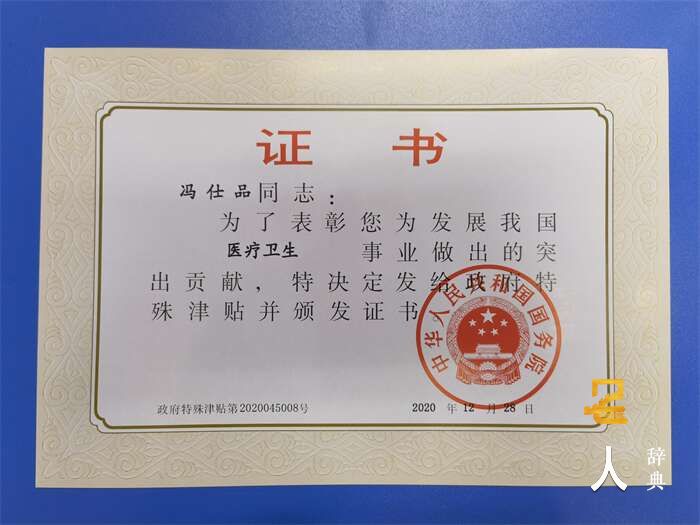 证书
冯仕品同志：
为了表彰您为发展我国
医疗卫生 事业做出的突
出贡献，特决定发给政府特
殊津贴并颁发证书
中华人民共和国国务院
政府特殊津贴第2020045008号
2020 年 12 月 28 日
名
人
辞典